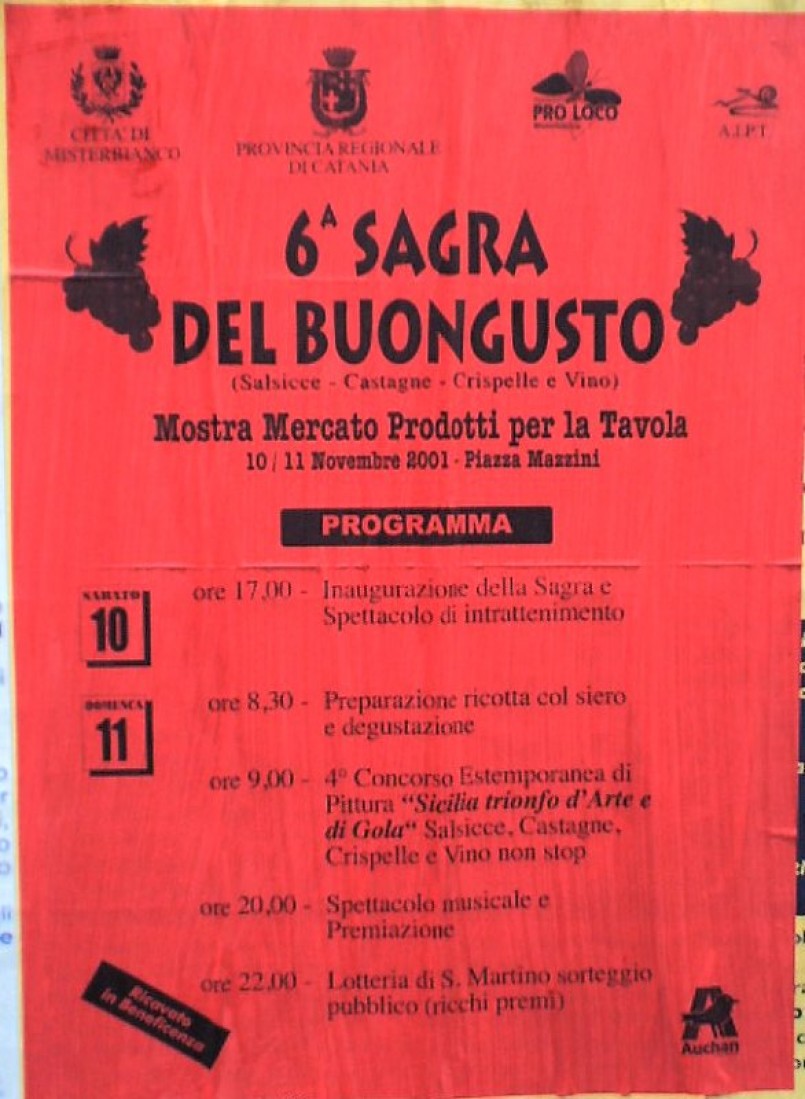 CITTA' DI
MISTERBIANCO
PROVINCIA REGIONALE
DI CATANIA
PRO LOCO
A.I.P.T.
6ª SAGRA
DEL BUONGUSTO
(Salsicce - Castagne - Crispelle e Vino)
Mostra Mercato Prodotti per la Tavola
10 / 11 Novembre 2001 - Piazza Mazzini
PROGRAMMA
SABATO
10
ore 17,00 - Inaugurazione della Sagra e
Spettacolo di intrattenimento
DOMENICA
11
ore 8,30 - Preparazione ricotta col siero
e degustazione
ore 9,00 - 4° Concorso Estemporanea di
Pittura "Sicilia trionfo d'Arte e
di Gola" Salsicce, Castagne,
Crispelle e Vino non stop
ore 20,00 - Spettacolo musicale e
Premiazione
ore 22,00 - Lotteria di S. Martino sorteggio
pubblico (ricchi premi)
Ricavato
in Beneficenza
Auchan